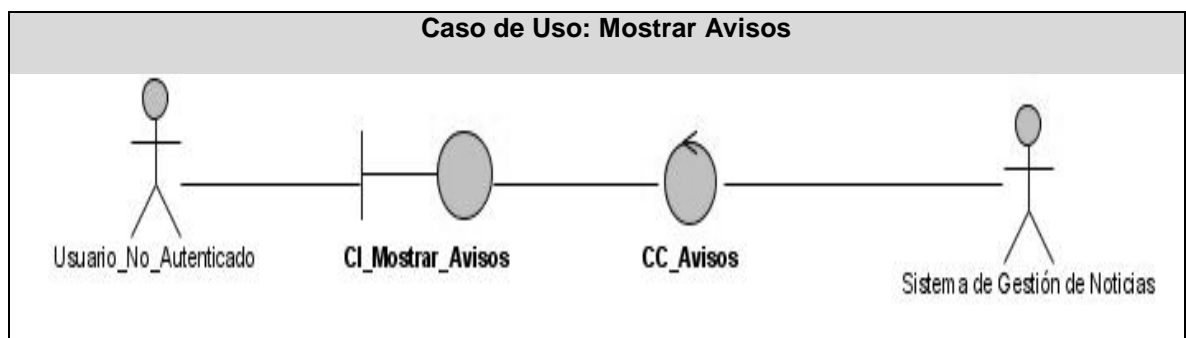 Caso de Uso: Mostrar Avisos
Usuario_No_Autenticado
CI_Mostrar_Avisos
CC_Avisos
Sistema de Gestión de Noticias